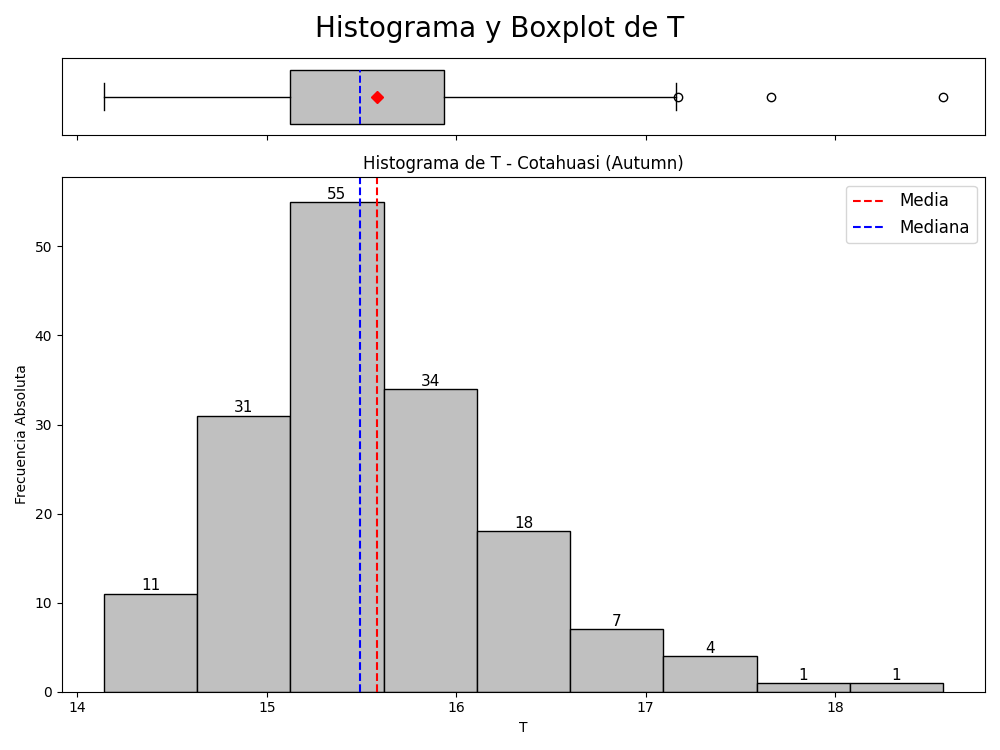 Histograma y Boxplot de T
Histograma de T - Cotahuasi (Autumn)
55
Media
Mediana
50
40
34
31
30
Frecuencia Absoluta
20
18
11
10
7
4
1 1
0
14 15 16 17 18
T